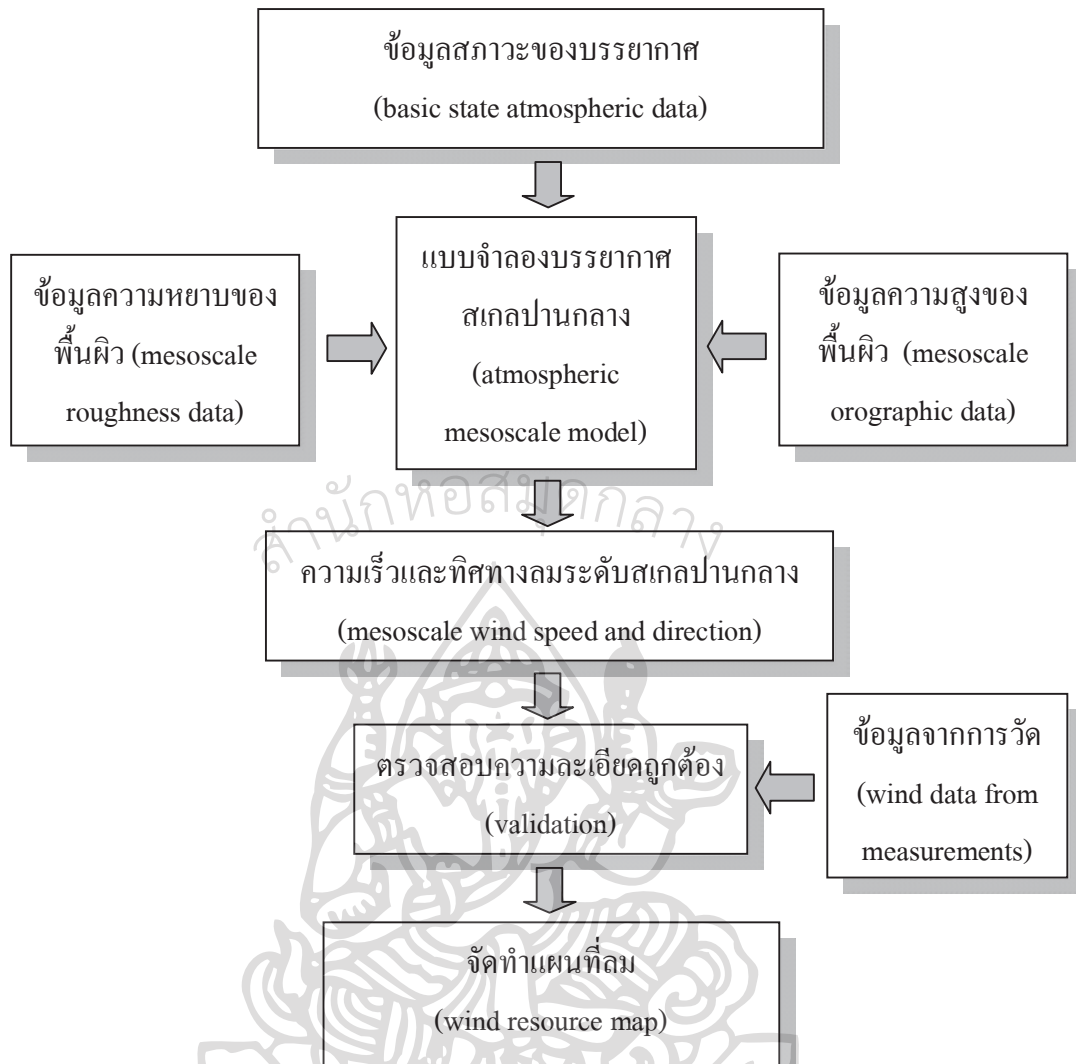 ข้อมูลสภาวะของบรรยากาศ
(basic state atmospheric data)
ข้อมูลความหยาบของ
พื้นผิว (mesoscale
roughness data)
แบบจำลองบรรยากาศ
สเกลปานกลาง
(atmospheric
mesoscale model)
ข้อมูลความสูงของ
พื้นผิว (mesoscale
orographic data)
สำนักหอสมุดกลาง
ความเร็วและทิศทางลมระดับสเกลปานกลาง
(mesoscale wind speed and direction)
ตรวจสอบความละเอียดถูกต้อง
(validation)
ข้อมูลจากการวัด
(wind data from
measurements)
จัดทำแผนที่ลม
(wind resource map)